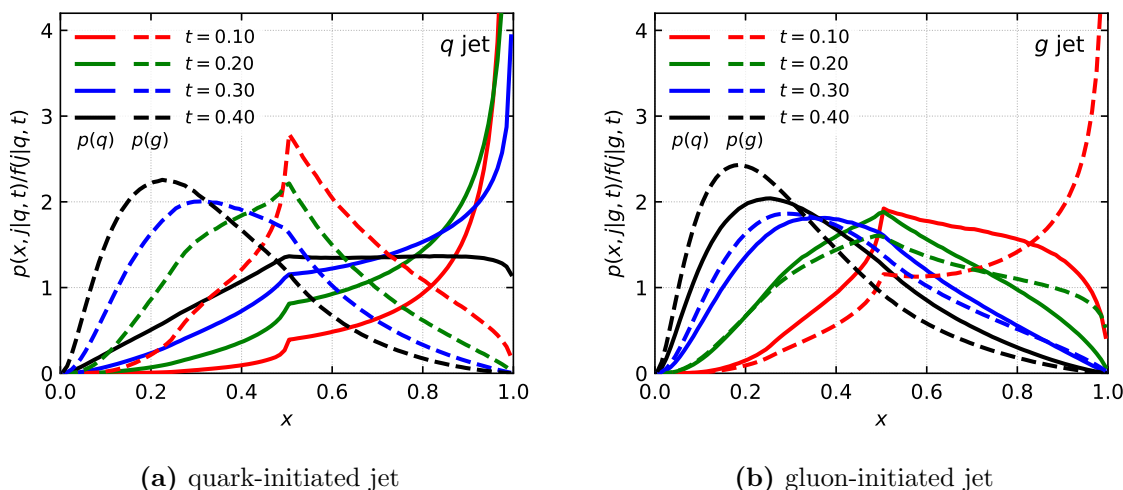 q jet
t = 0.10
t = 0.20
t = 0.30
t = 0.40
p(q) p(g)
p(x, j|q, t)/f(j|q, t)
0
1
2
3
4
0.0 0.2 0.4 0.6 0.8 1.0
x
(a) quark-initiated jet
g jet
t = 0.10
t = 0.20
t = 0.30
t = 0.40
p(q) p(g)
p(x, j|g, t)/f(j|g, t)
0
1
2
3
4
0.0 0.2 0.4 0.6 0.8 1.0
x
(b) gluon-initiated jet